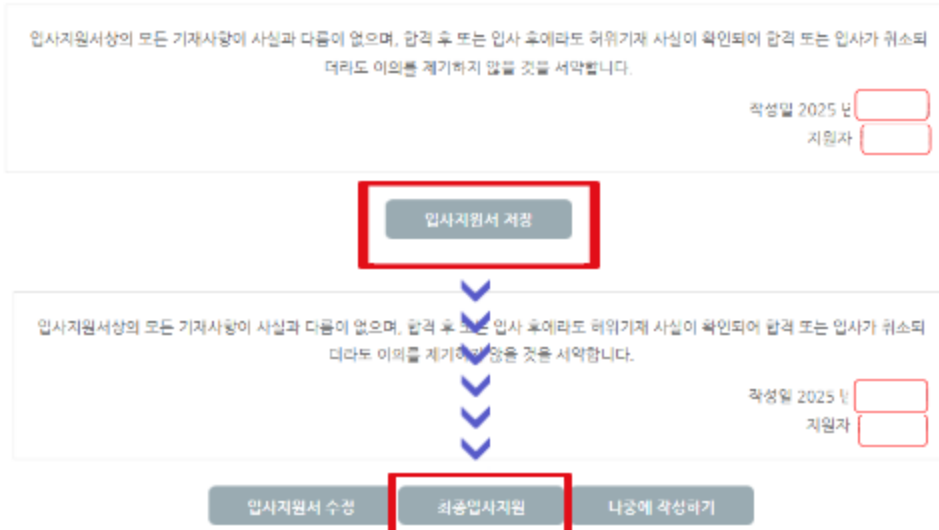 입사지원서상의 모든 기재사항이 사실과 다름이 없으며, 합격 후 또는 입사 후에라도 허위기재 사실이 확인되어 합격 또는 입사가 취소되
더라도 이의를 제기하지 않을 것을 서약합니다.
작성일 2025 년
지원자
입사지원서 저장
입사지원서상의 모든 기재사항이 사실과 다름이 없으며, 합격 후 또는 입사 후에라도 허위기재 사실이 확인되어 합격 또는 입사가 취소되
더라도 이의를 제기하지 않을 것을 서약합니다.
작성일 2025 년
지원자
입사지원서 수정 최종입사지원 나중에 작성하기